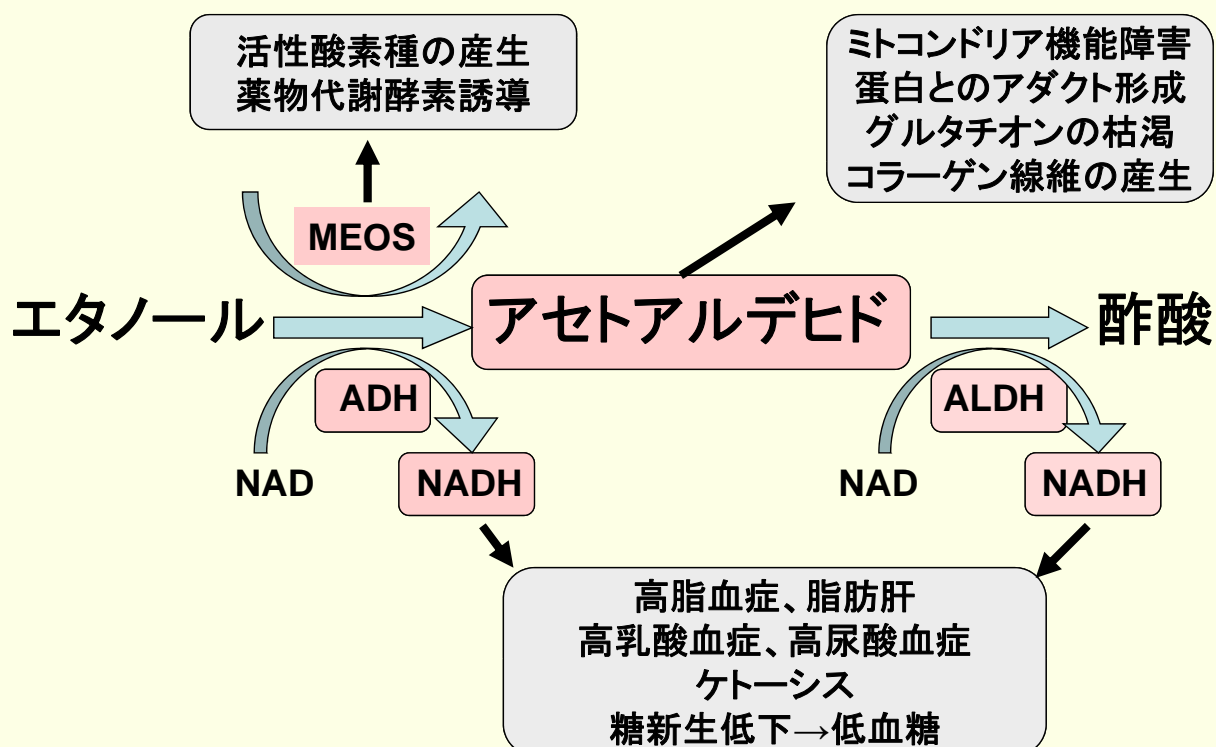 活性酸素種の産生
薬物代謝酵素誘導
ミトコンドリア機能障害
蛋白とのアダクト形成
グルタチオンの枯渇
コラーゲン線維の産生
MEOS
エタノール
アセトアルデヒド
酢酸
ADH
ALDH
NAD
NADH
NAD
NADH
高脂血症、脂肪肝
高乳酸血症、高尿酸血症
ケトーシス
糖新生低下→低血糖